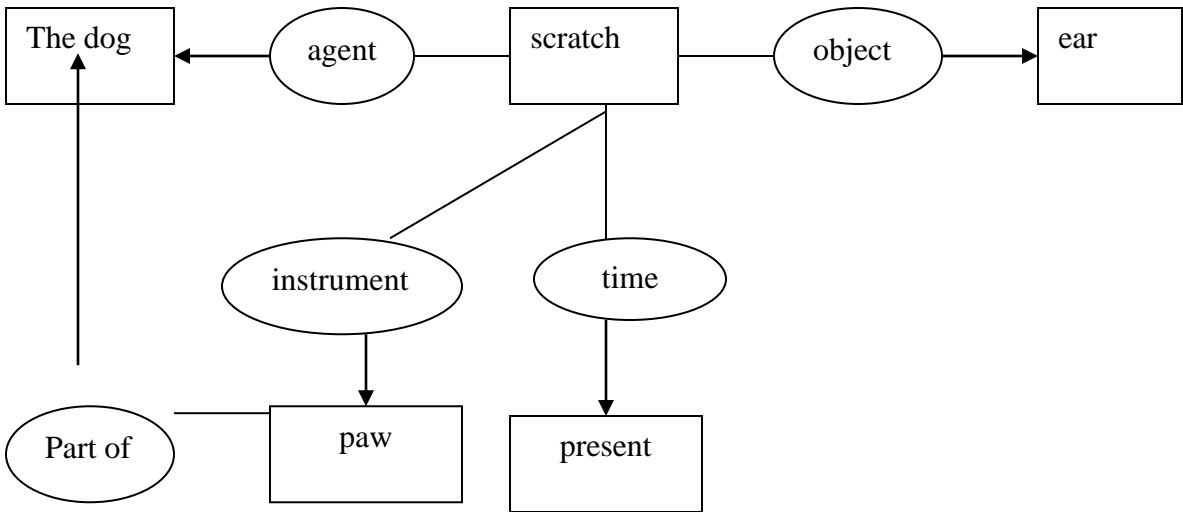 The dog
agent
scratch
object
ear
instrument
time
Part of
paw
present